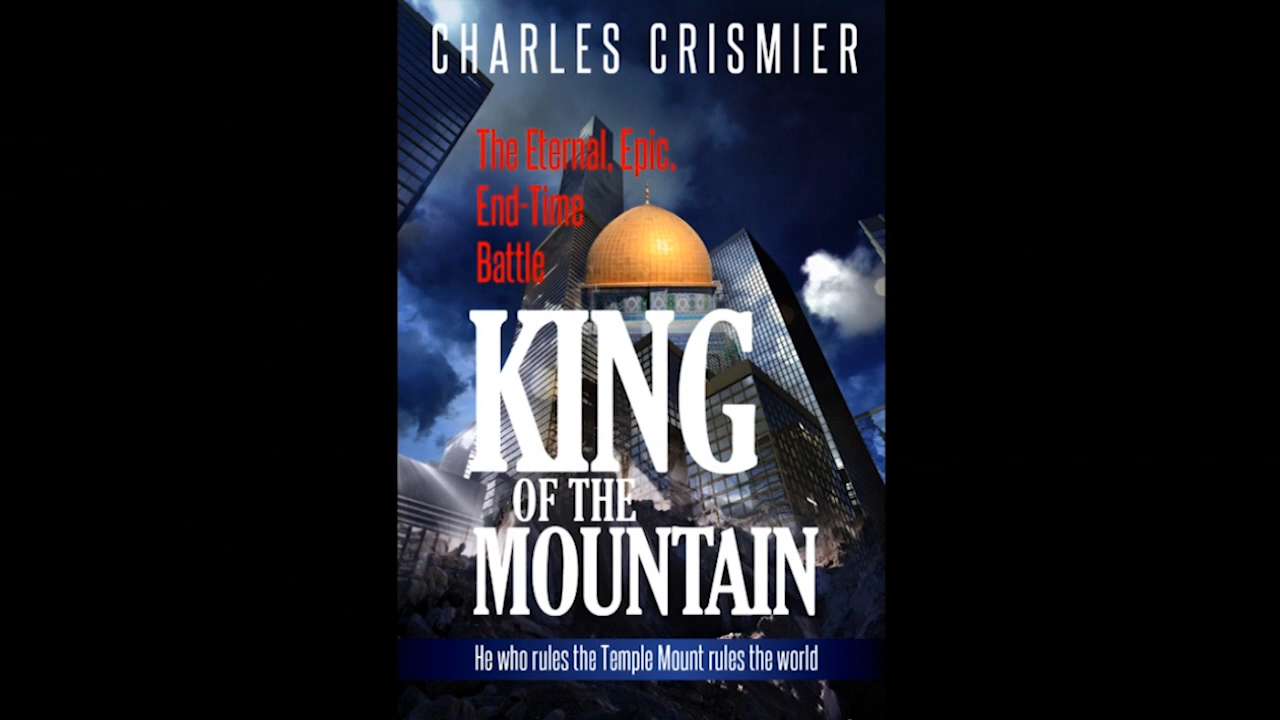 CHARLES CRISMIER
The Eternal, Epic,
End-Time
Battle
KING
OF THE
MOUNTAIN
He who rules the Temple Mount rules the world